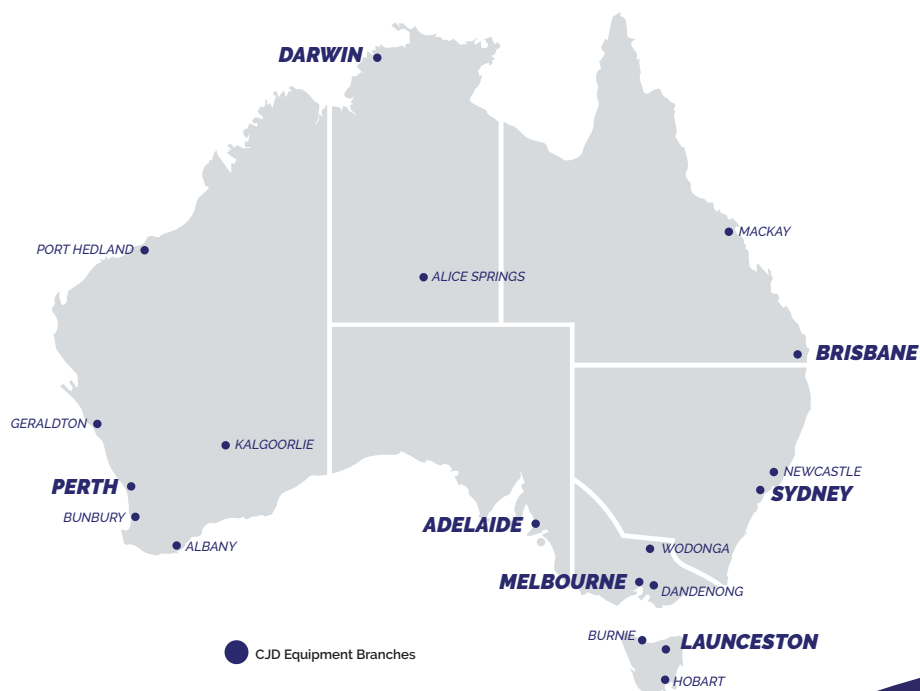 DARWIN
MACKAY
PORT HEDLAND
ALICE SPRINGS
BRISBANE
GERALDTON
KALGOORLIE
NEWCASTLE
PERTH
SYDNEY
BUNBURY
ADELAIDE
ALBANY
WODONGA
MELBOURNE
DANDENONG
BURNIE
LAUNCESTON
CJD Equipment Branches
HOBART